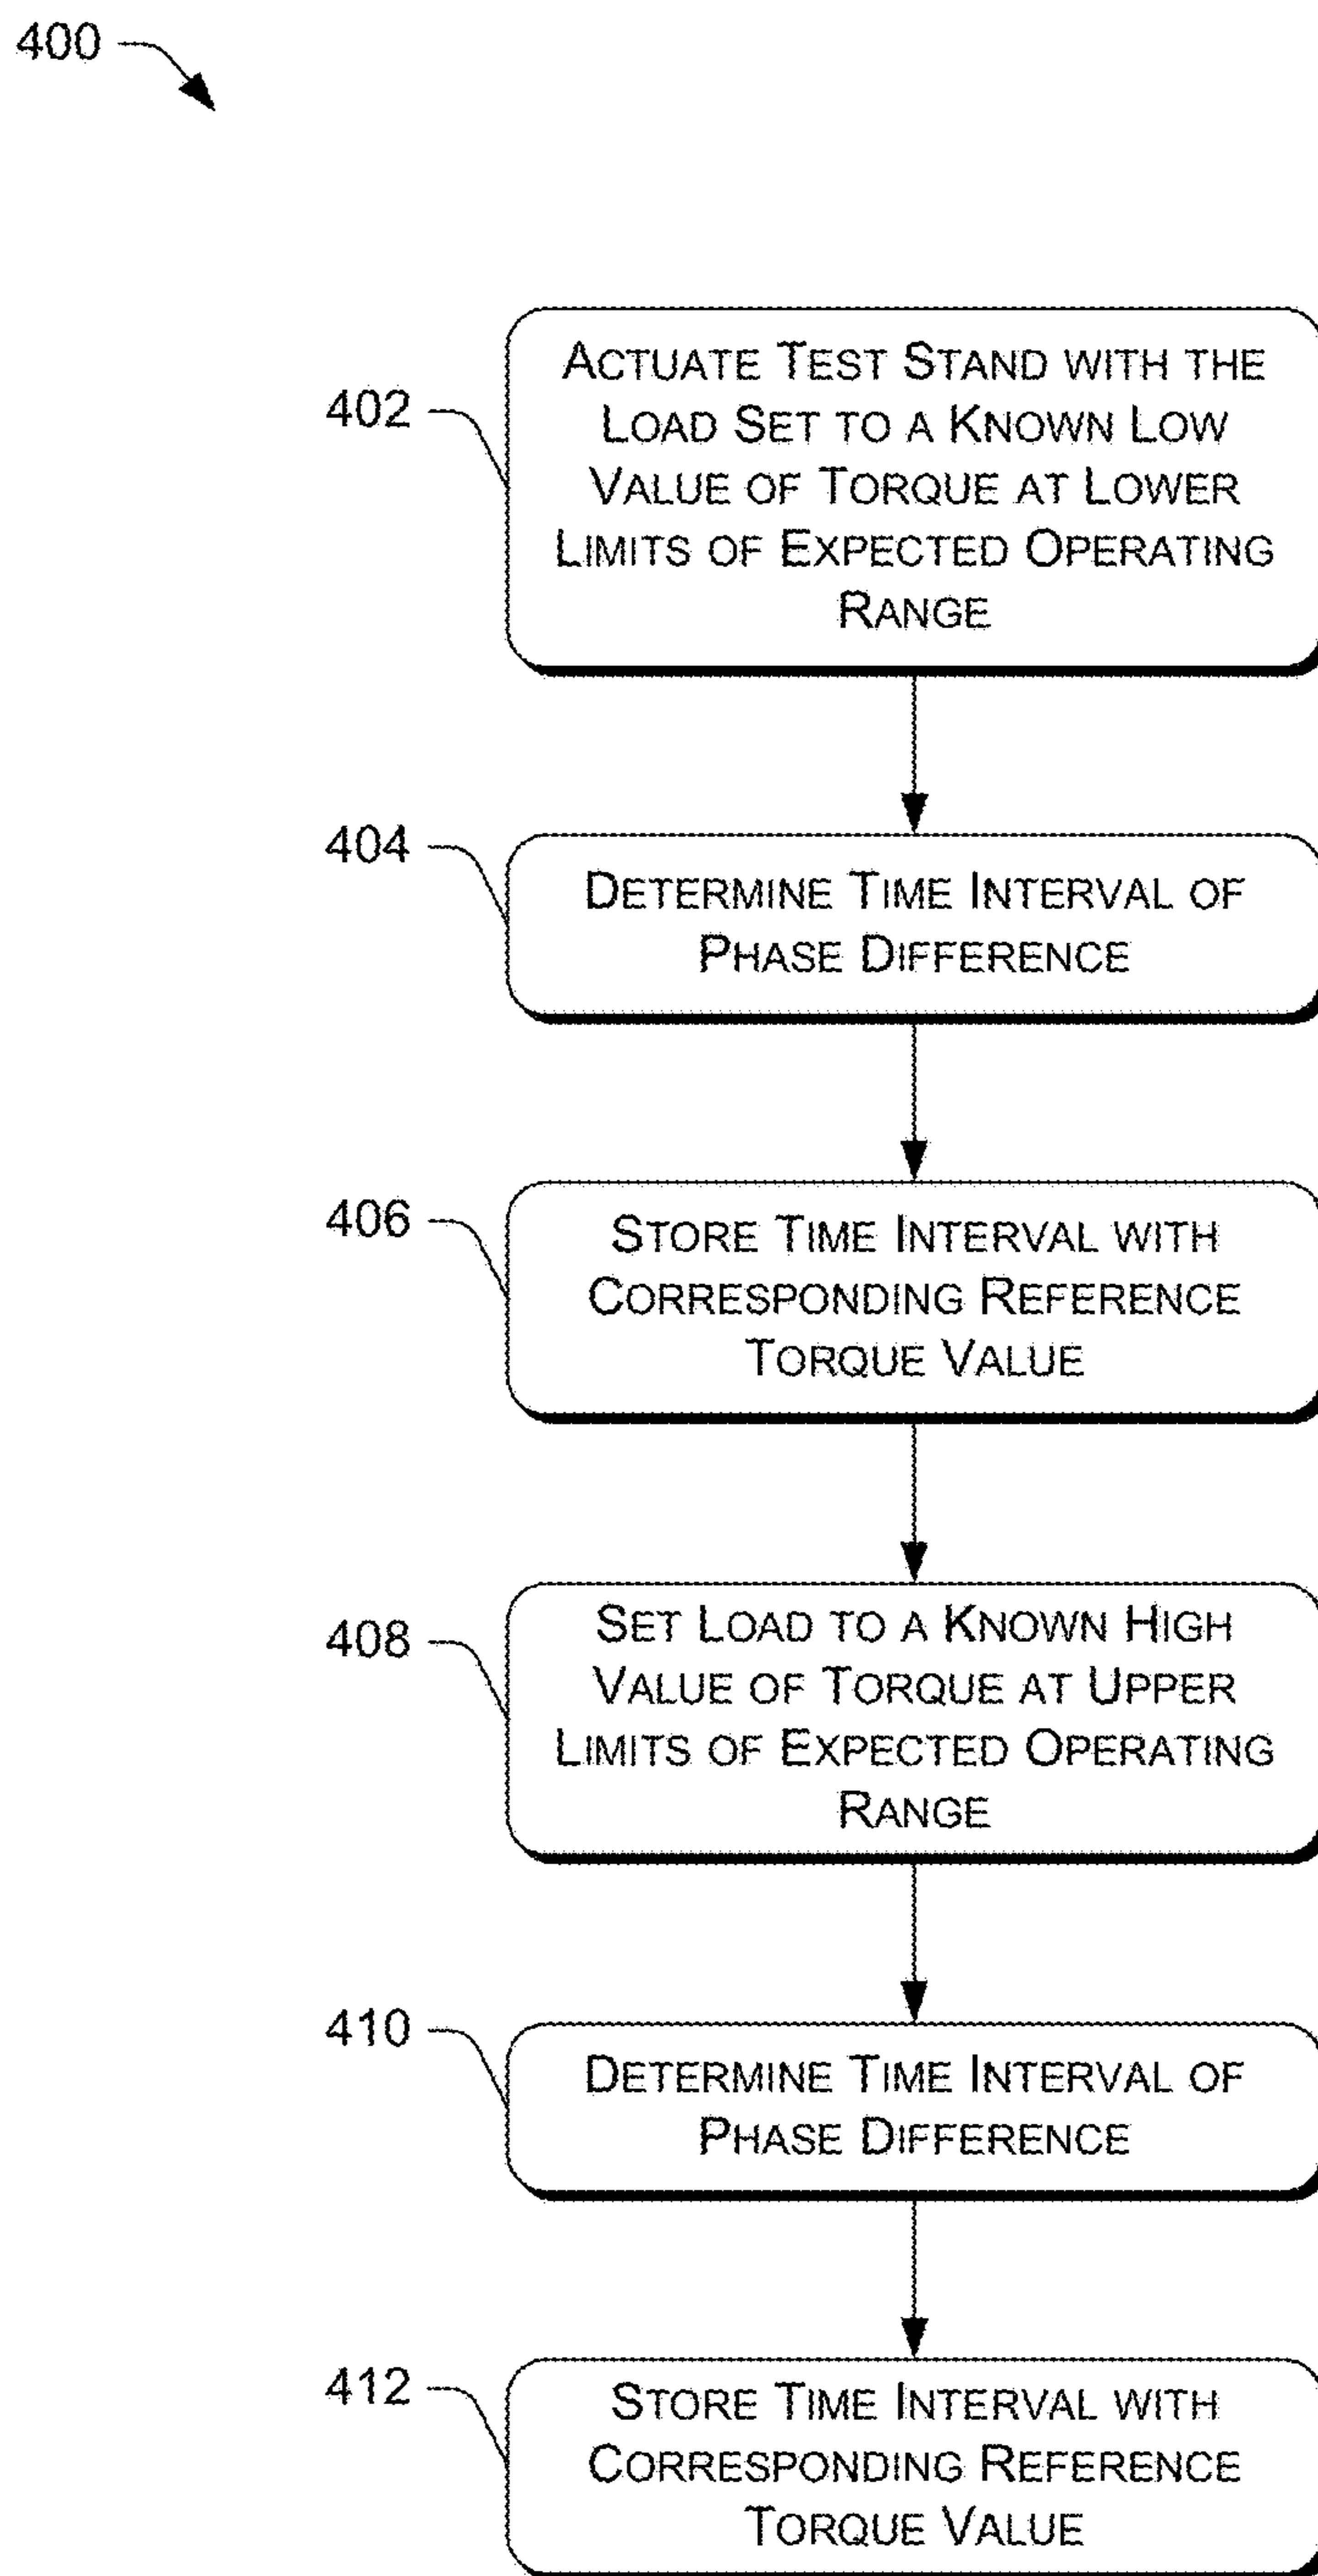 400
402
ACTUATE TEST STAND WITH THE
LOAD SET TO A KNOWN LOW
VALUE OF TORQUE AT LOWER
LIMITS OF EXPECTED OPERATING
RANGE
404
DETERMINE TIME INTERVAL OF
PHASE DIFFERENCE
406
STORE TIME INTERVAL WITH
CORRESPONDING REFERENCE
TORQUE VALUE
408
SET LOAD TO A KNOWN HIGH
VALUE OF TORQUE AT UPPER
LIMITS OF EXPECTED OPERATING
RANGE
410
DETERMINE TIME INTERVAL OF
PHASE DIFFERENCE
412
STORE TIME INTERVAL WITH
CORRESPONDING REFERENCE
TORQUE VALUE